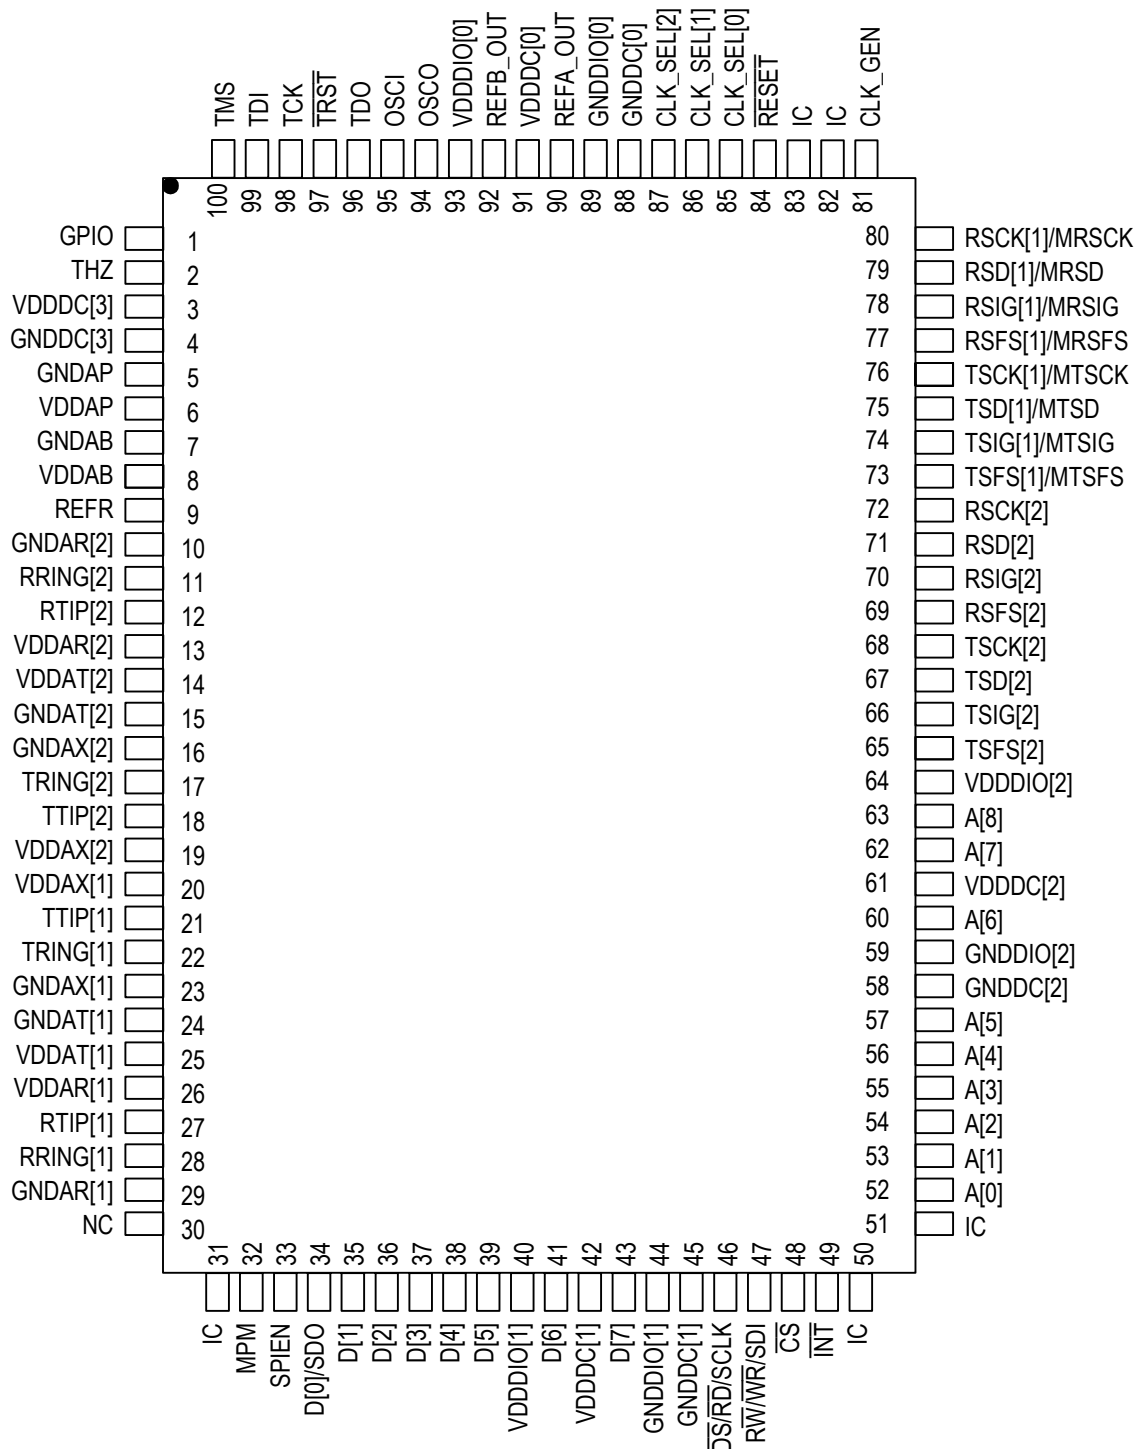 TMS
TDI
TCK
TRST
TDO
OSCI
OSCO
VDDDIO[0]
REFB_OUT
VDDDC[0]
REFA_OUT
GNDDIO[0]
GNDDC[0]
CLK_SEL[2]
CLK_SEL[1]
CLK_SEL[0]
RESET
IC
IC
CLK_GEN
100
99
98
97
96
95
94
93
92
91
90
89
88
87
86
85
84
83
82
81
GPIO 1
THZ 2
VDDDC[3] 3
GNDDC[3] 4
GNDAP 5
VDDAP 6
GNDAB 7
VDDAB 8
REFR 9
GNDAR[2] 10
RRING[2] 11
RTIP[2] 12
VDDAR[2] 13
VDDAT[2] 14
GNDAT[2] 15
GNDAX[2] 16
TRING[2] 17
TTIP[2] 18
VDDAX[2] 19
VDDAX[1] 20
TTIP[1] 21
TRING[1] 22
GNDAX[1] 23
GNDAT[1] 24
VDDAT[1] 25
VDDAR[1] 26
RTIP[1] 27
RRING[1] 28
GNDAR[1] 29
NC 30
80 RSCK[1]/MRSCK
79 RSD[1]/MRSD
78 RSIG[1]/MRSIG
77 RSFS[1]/MRSFS
76 TSCK[1]/MTSCK
75 TSD[1]/MTSD
74 TSIG[1]/MTSIG
73 TSFS[1]/MTSFS
72 RSCK[2]
71 RSD[2]
70 RSIG[2]
69 RSFS[2]
68 TSCK[2]
67 TSD[2]
66 TSIG[2]
65 TSFS[2]
64 VDDDIO[2]
63 A[8]
62 A[7]
61 VDDDC[2]
60 A[6]
59 GNDDIO[2]
58 GNDDC[2]
57 A[5]
56 A[4]
55 A[3]
54 A[2]
53 A[1]
52 A[0]
51 IC
31
32
33
34
35
36
37
38
39
40
41
42
43
44
45
46
47
48
49
50
IC
MPM
SPIEN
D[0]/SDO
D[1]
D[2]
D[3]
D[4]
D[5]
VDDDIO[1]
D[6]
VDDDC[1]
D[7]
GNDDIO[1]
GNDDC[1]
DS/RD/SCLK
RW/WR/SDI
CS
INT
IC